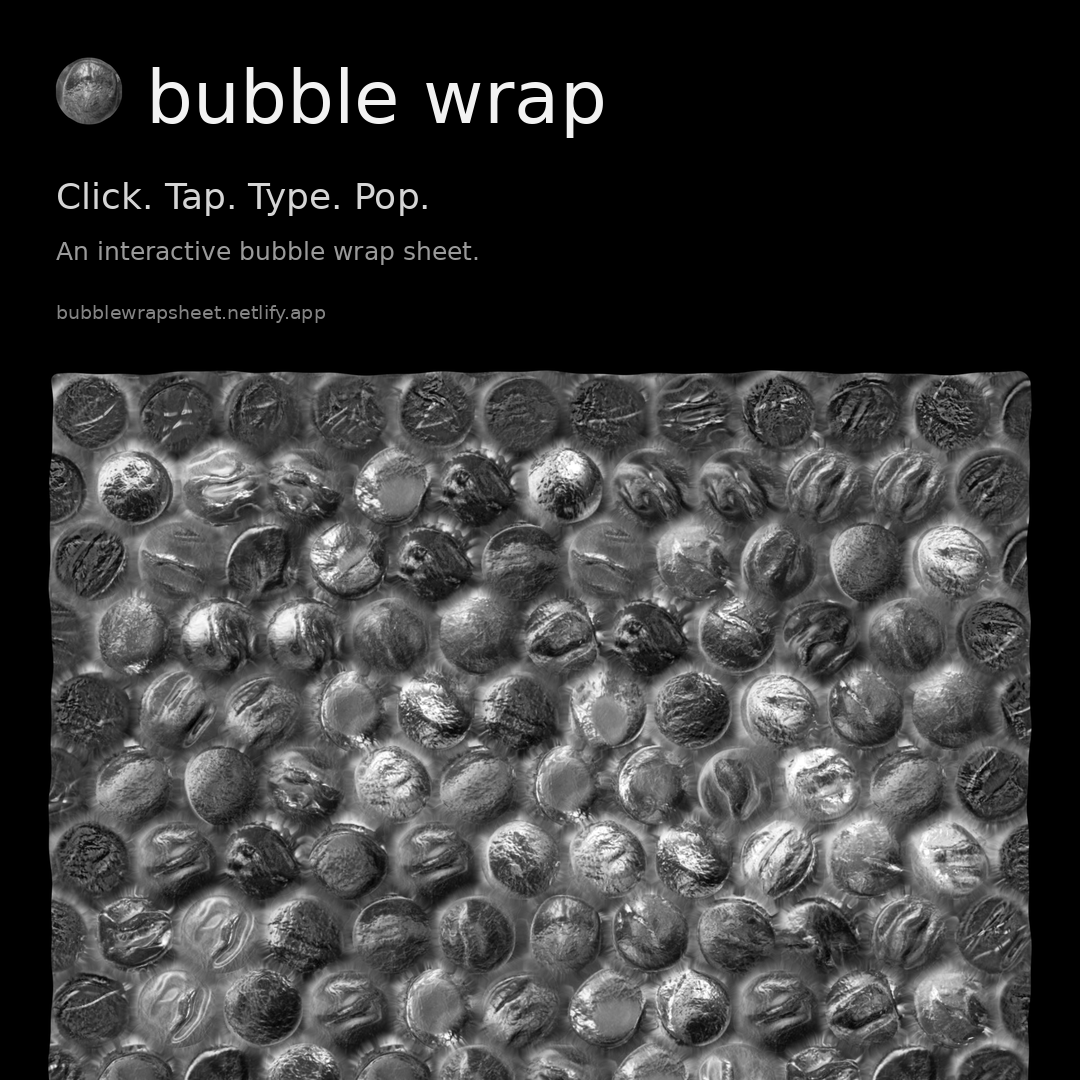 bubble wrap
Click. Tap. Type. Pop.
An interactive bubble wrap sheet.
bubblewrapsheet.netlify.app